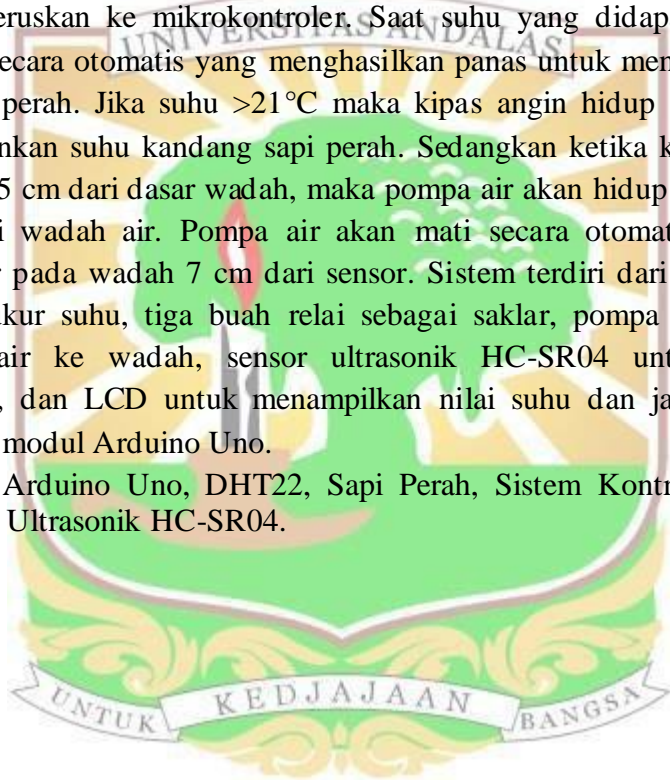 eruskan ke mikrokontroler. Saat suhu yang didap
UNIVERSITAS ANDALAS
ecara otomatis yang menghasilkan panas untuk men
perah. Jika suhu >21°C maka kipas angin hidup
nkan suhu kandang sapi perah. Sedangkan ketika k
5 cm dari dasar wadah, maka pompa air akan hidup
i wadah air. Pompa air akan mati secara otomat
pada wadah 7 cm dari sensor. Sistem terdiri dari
kur suhu, tiga buah relai sebagai saklar, pompa
air ke wadah, sensor ultrasonik HC-SR04 unt
, dan LCD untuk menampilkan nilai suhu dan ja
modul Arduino Uno.
Arduino Uno, DHT22, Sapi Perah, Sistem Kontr
Ultrasonik HC-SR04.
UNTUK KEDJAJAAN BANGSA